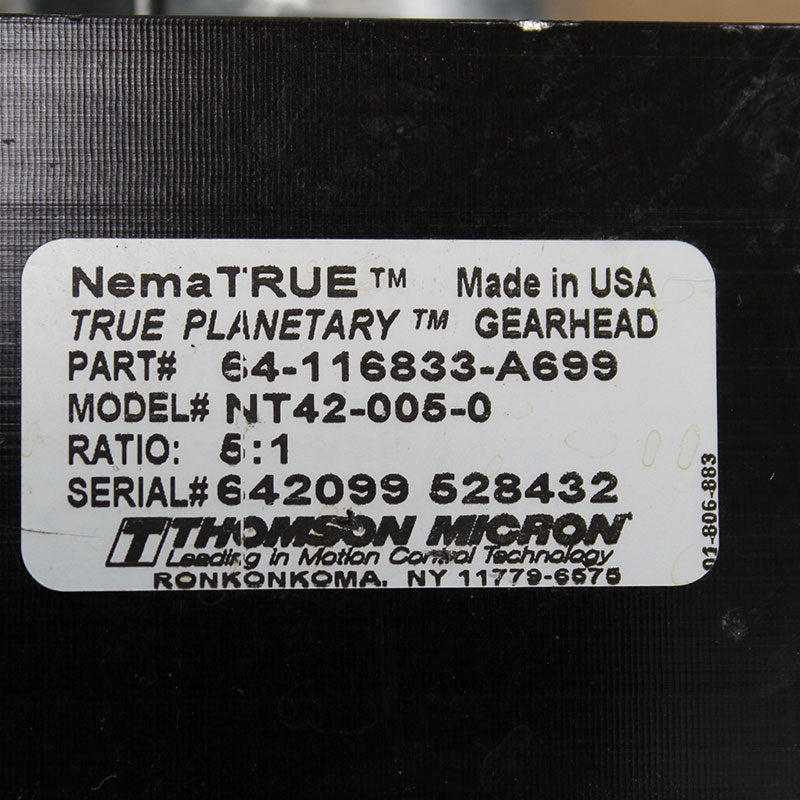 NemaTRUE ™ Made in USA
TRUE PLANETARY ™ GEARHEAD
PART# 64-116833-A699
MODEL# NT42-005-0
RATIO: 5:1
SERIAL# 642099 528432
THOMSON MICRON
Leading in Motion Control Technology
RONKONKOMA, NY 11779-6575
01-806-883